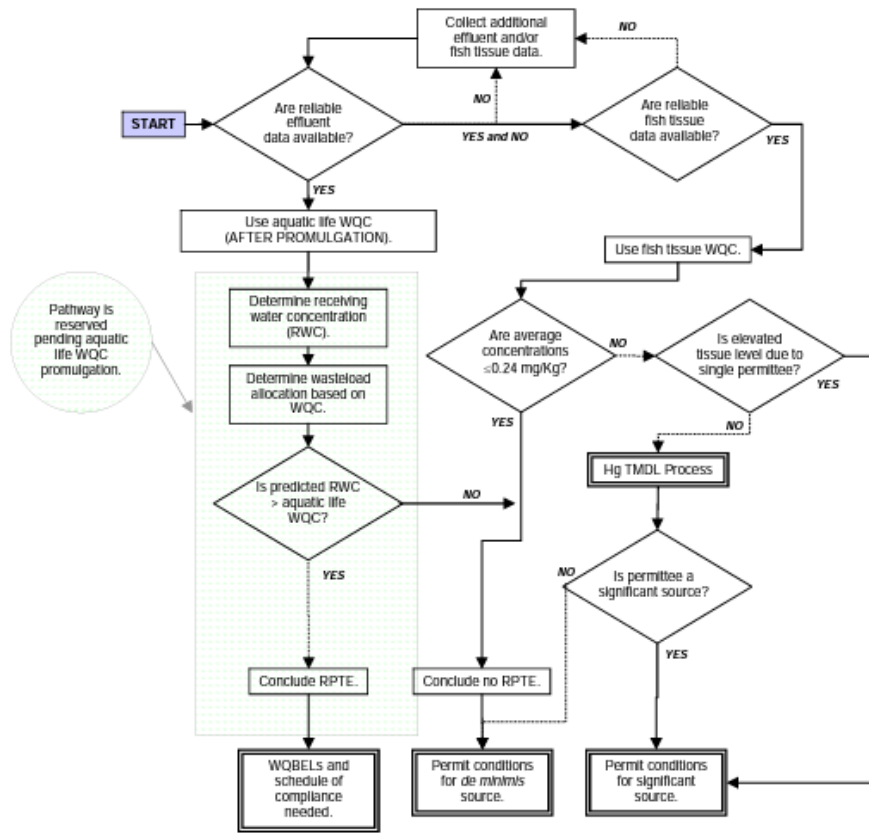 Collect additional
effluent and/or
fish tissue data.
NO
NO
START
Are reliable
effluent
data available?
YES and NO
Are reliable
fish tissue
data available?
YES
YES
Use aquatic life WQC
(AFTER PROMULGATION).
Use fish tissue WQC.
Pathway is
reserved
pending aquatic
life WQC
promulgation.
Determine receiving
water concentration
(RWC).
Are average
concentrations
≤0.24 mg/Kg?
NO
Is elevated
tissue level due to
single permittee?
YES
Determine wasteload
allocation based on
WQC.
YES
NO
Hg TMDL Process
Is predicted RWC
> aquatic life
WQC?
NO
YES
NO
Is permittee a
significant source?
YES
Conclude RPTE.
Conclude no RPTE.
WQBELs and
schedule of
compliance
needed.
Permit conditions
for de minimis
source.
Permit conditions
for significant
source.